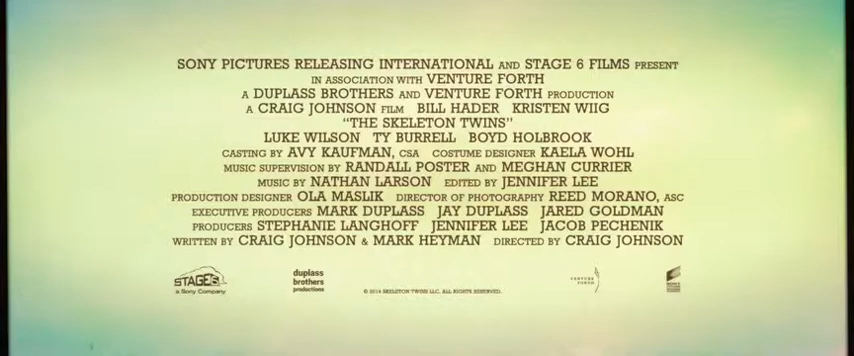 SONY PICTURES RELEASING INTERNATIONAL AND STAGE 6 FILMS PRESENT
IN ASSOCIATION WITH VENTURE FORTH
A DUPLASS BROTHERS AND VENTURE FORTH PRODUCTION
A CRAIG JOHNSON FILM BILL HADER KRISTEN WIIG
"THE SKELETON TWINS"
LUKE WILSON TY BURRELL BOYD HOLBROOK
CASTING BY AVY KAUFMAN, CSA COSTUME DESIGNER KAELA WOHL
MUSIC SUPERVISION BY RANDALL POSTER AND MEGHAN CURRIER
MUSIC BY NATHAN LARSON EDITED BY JENNIFER LEE
PRODUCTION DESIGNER OLA MASLIK DIRECTOR OF PHOTOGRAPHY REED MORANO, ASC
EXECUTIVE PRODUCERS MARK DUPLASS JAY DUPLASS JARED GOLDMAN
PRODUCERS STEPHANIE LANGHOFF JENNIFER LEE JACOB PECHENIK
WRITTEN BY CRAIG JOHNSON & MARK HEYMAN DIRECTED BY CRAIG JOHNSON
STAGE 6
a Sony Company
duplass
brothers
productions
© 2014 SKELETON TWINS LLC. ALL RIGHTS RESERVED.
VENTURE
FORTH